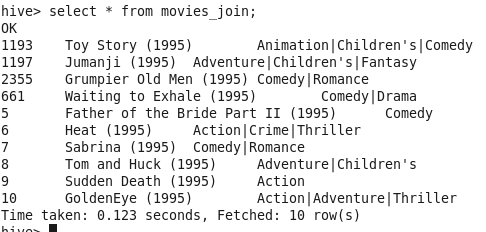 hive> select * from movies_join;
OK
1193	Toy Story (1995)	Animation|Children's|Comedy
1197	Jumanji (1995)	Adventure|Children's|Fantasy
2355	Grumpier Old Men (1995)	Comedy|Romance
661	Waiting to Exhale (1995)	Comedy|Drama
5	Father of the Bride Part II (1995)	Comedy
6	Heat (1995)	Action|Crime|Thriller
7	Sabrina (1995)	Comedy|Romance
8	Tom and Huck (1995)	Adventure|Children's
9	Sudden Death (1995)	Action
10	GoldenEye (1995)	Action|Adventure|Thriller
Time taken: 0.123 seconds, Fetched: 10 row(s)
hive>